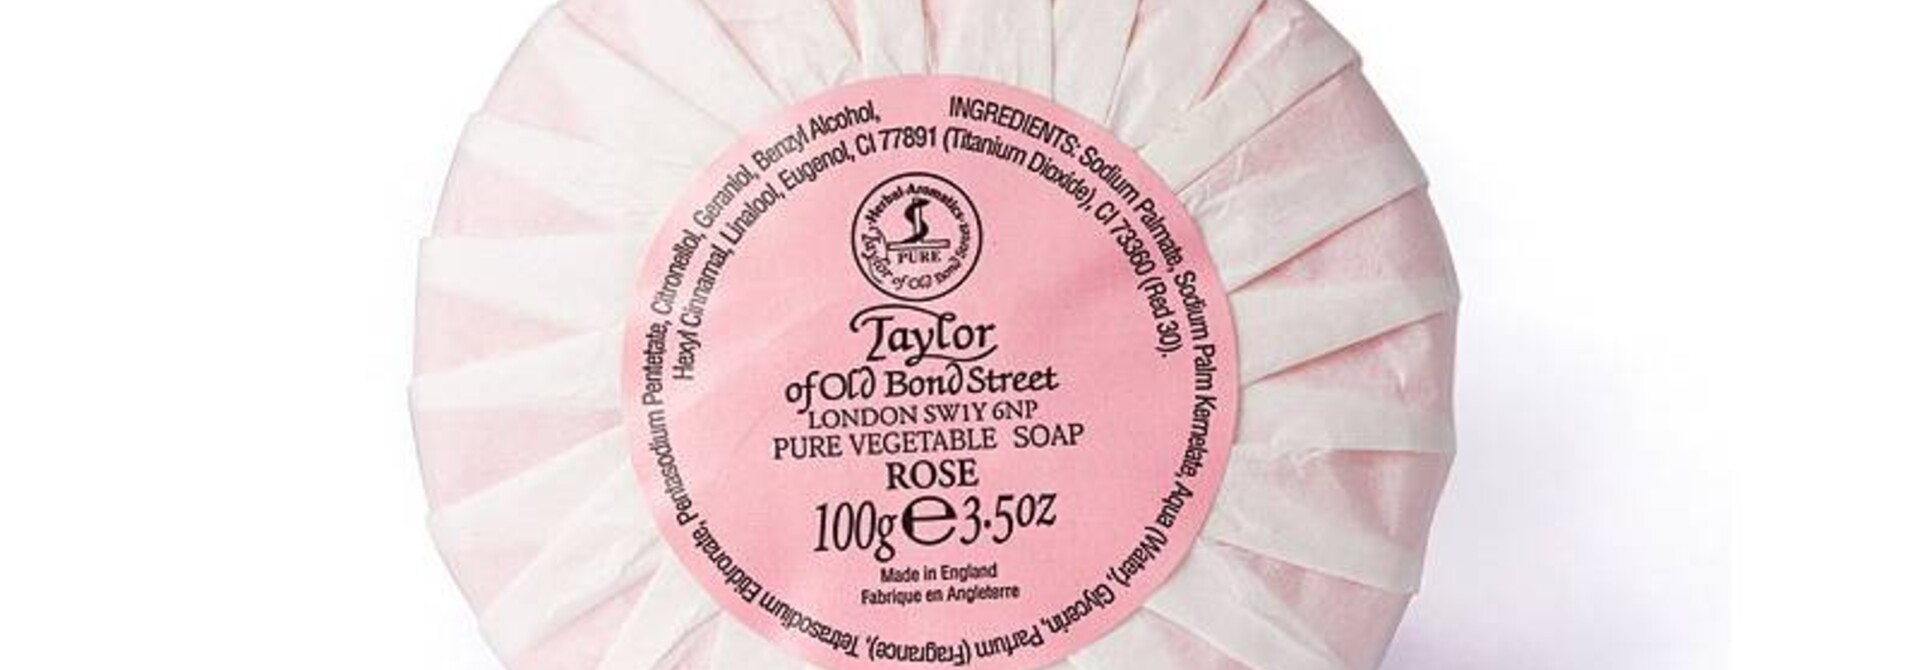 INGREDIENTS: Sodium Palmate, Sodium Palm Kernelate, Aqua (Water), Glycerin, Parfum (Fragrance), Tetrasodium Etidronate, Pentasodium Pentetate, Citronellol, Geraniol, Benzyl Alcohol,
Hexyl Cinnamal, Linalool, Eugenol, CI 77891 (Titanium Dioxide), CI 73360 (Red 30).
Herbal Aromatics
PURE
Taylor of Old Bond Street
Taylor
of Old Bond Street
LONDON SW1Y 6NP
PURE VEGETABLE SOAP
ROSE
100g e 3.5oz
Made in England
Fabrique en Angleterre